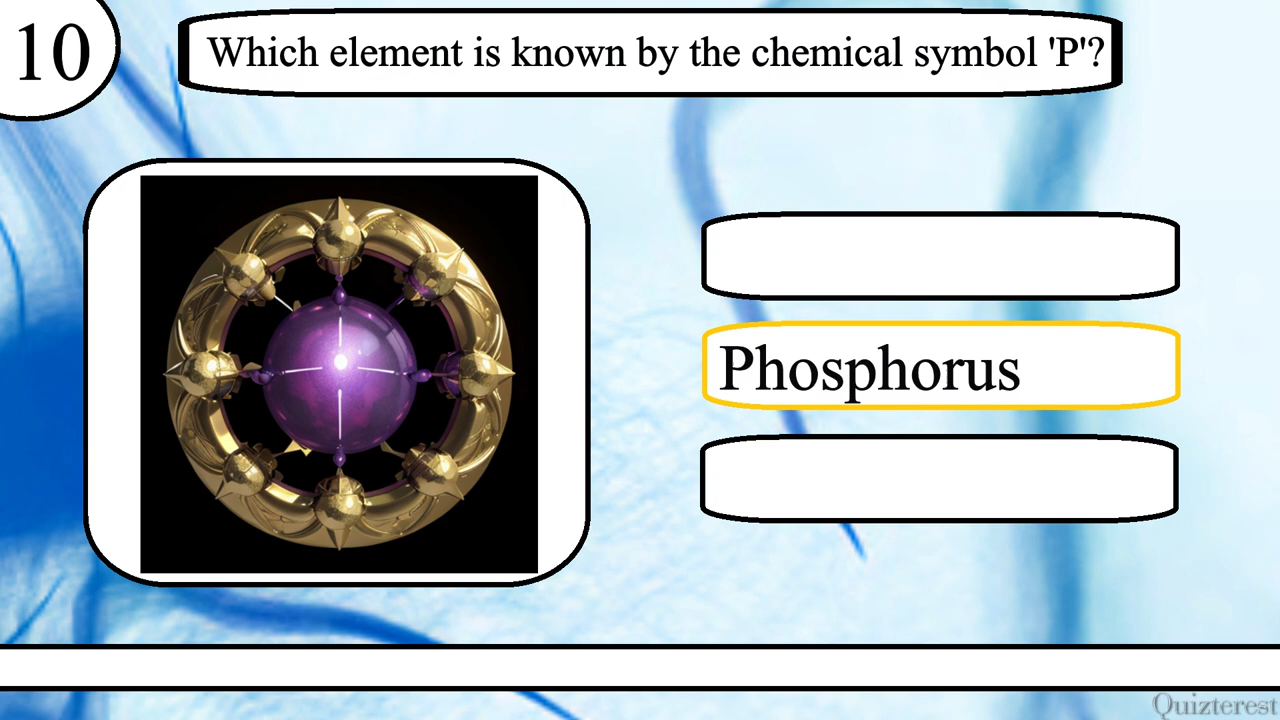 10
Which element is known by the chemical symbol 'P'?
Phosphorus
Quizterest